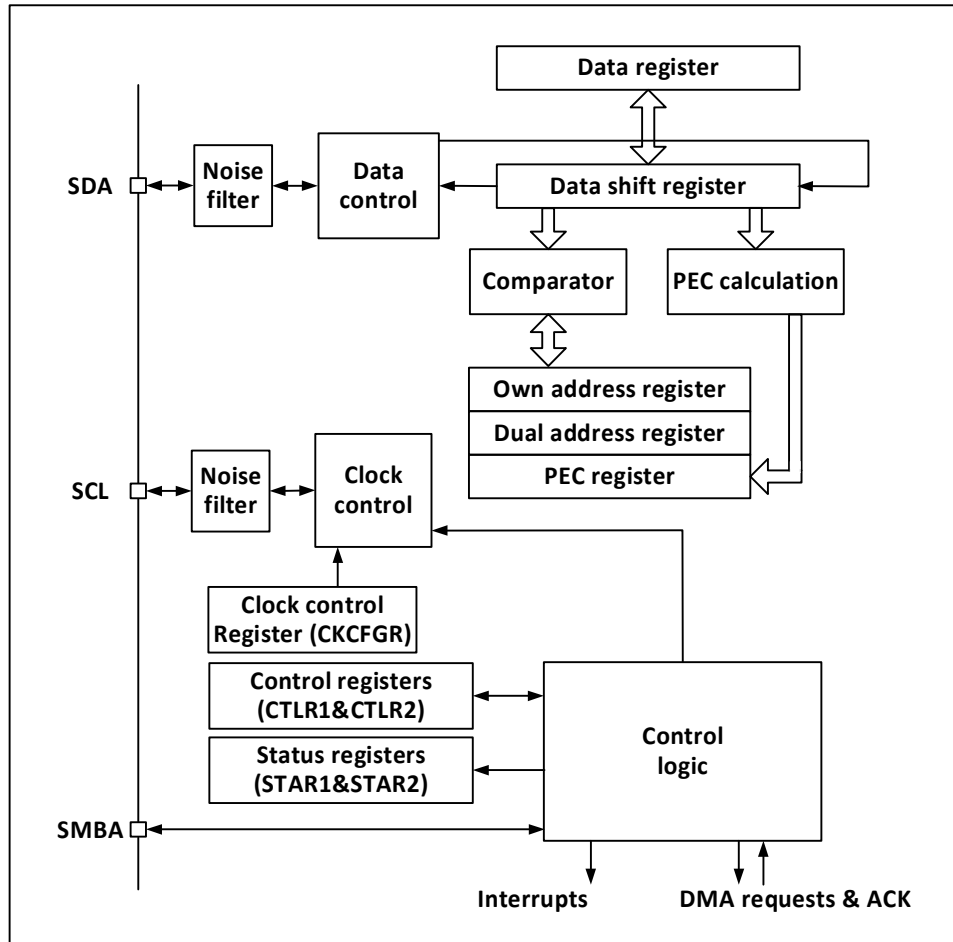 Data register
SDA
Noise
filter
Data
control
Data shift register
Comparator
PEC calculation
Own address register
Dual address register
PEC register
SCL
Noise
filter
Clock
control
Clock control
Register (CKCFGR)
Control registers
(CTLR1&CTLR2)
Status registers
(STAR1&STAR2)
Control
logic
SMBA
Interrupts
DMA requests & ACK